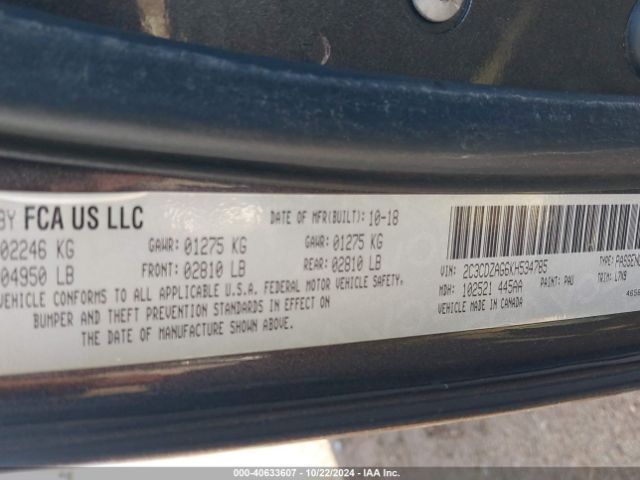 BY FCA US LLC
DATE OF MFR(BUILT): 10-18
02246 KG GAWR: 01275 KG GAWR: 01275 KG
04950 LB FRONT: 02810 LB REAR: 02810 LB
VEHICLE CONFORMS TO ALL APPLICABLE U.S.A. FEDERAL MOTOR VEHICLE SAFETY,
BUMPER AND THEFT PREVENTION STANDARDS IN EFFECT ON
THE DATE OF MANUFACTURE SHOWN ABOVE.
VIN: 2C3CDZAG6KH534785 TYPE: PASSEN
MDH: 102521 445AA PAINT: PAU TRIM: L7X9
VEHICLE MADE IN CANADA
4656
000-40633607 - 10/22/2024 - IAA Inc.